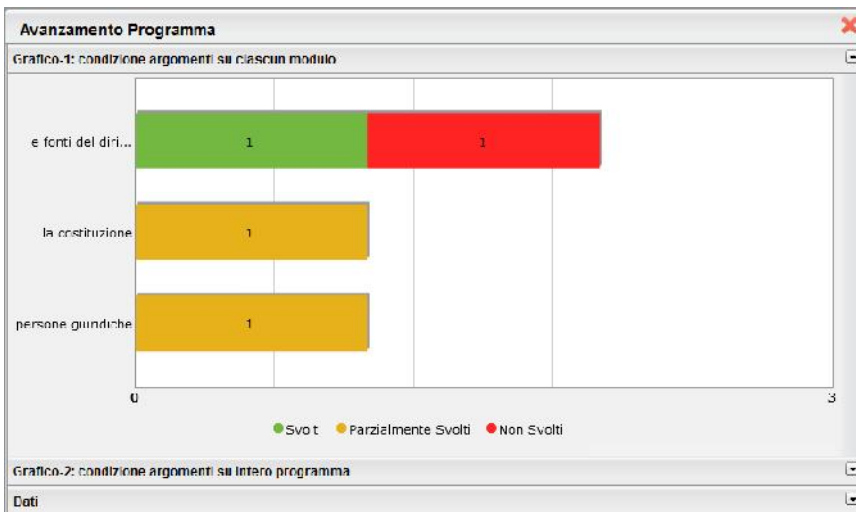 Avanzamento Programma
Grafico-1: condizione argomenti su ciascun modulo
e fonti del diri...
1
1
la costituzione
1
persone giuridiche
1
0
3
Svolt
Parzialmente Svolti
Non Svolti
Grafico-2: condizione argomenti su intero programma
Dati